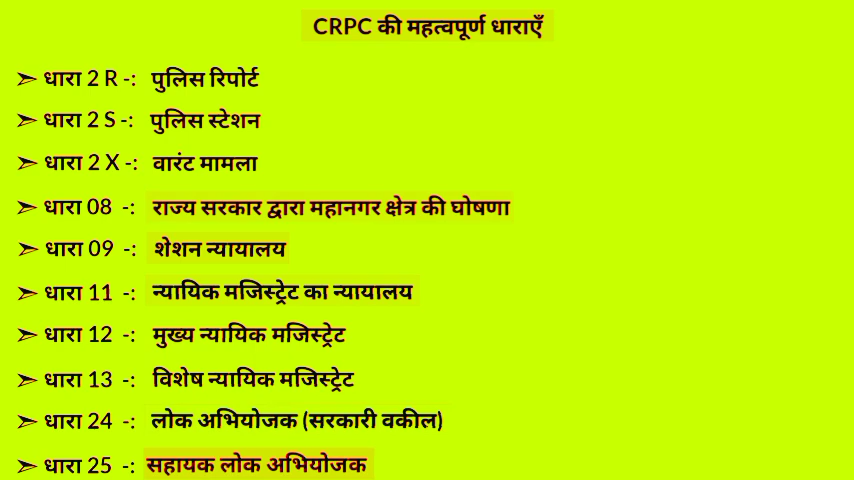 CRPC की महत्वपूर्ण धाराएँ
➣ धारा 2 R -: पुलिस रिपोर्ट
➣ धारा 2 S -: पुलिस स्टेशन
➣ धारा 2 X -: वारंट मामला
➣ धारा 08 -: राज्य सरकार द्वारा महानगर क्षेत्र की घोषणा
➣ धारा 09 -: शेशन न्यायालय
➣ धारा 11 -: न्यायिक मजिस्ट्रेट का न्यायालय
➣ धारा 12 -: मुख्य न्यायिक मजिस्ट्रेट
➣ धारा 13 -: विशेष न्यायिक मजिस्ट्रेट
➣ धारा 24 -: लोक अभियोजक (सरकारी वकील)
➣ धारा 25 -: सहायक लोक अभियोजक